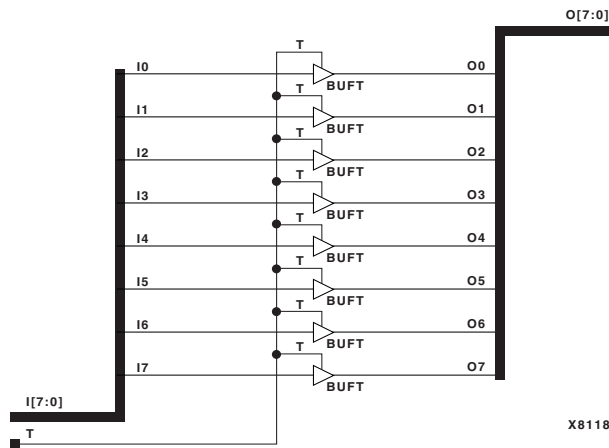 O[7:0]
T
I0
O0
BUFT
T
I1
O1
BUFT
T
I2
O2
BUFT
T
I3
O3
BUFT
T
I4
O4
BUFT
T
I5
O5
BUFT
T
I6
O6
BUFT
T
I7
O7
BUFT
I[7:0]
X8118
T